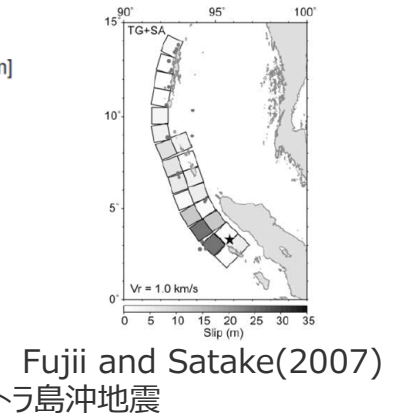 90° 95° 100°
15°
TG+SA
m]
10°
5°
0°
Vr = 1.0 km/s
0 5 10 15 20 25 30 35
Slip (m)
Fujii and Satake(2007)
トラ島沖地震